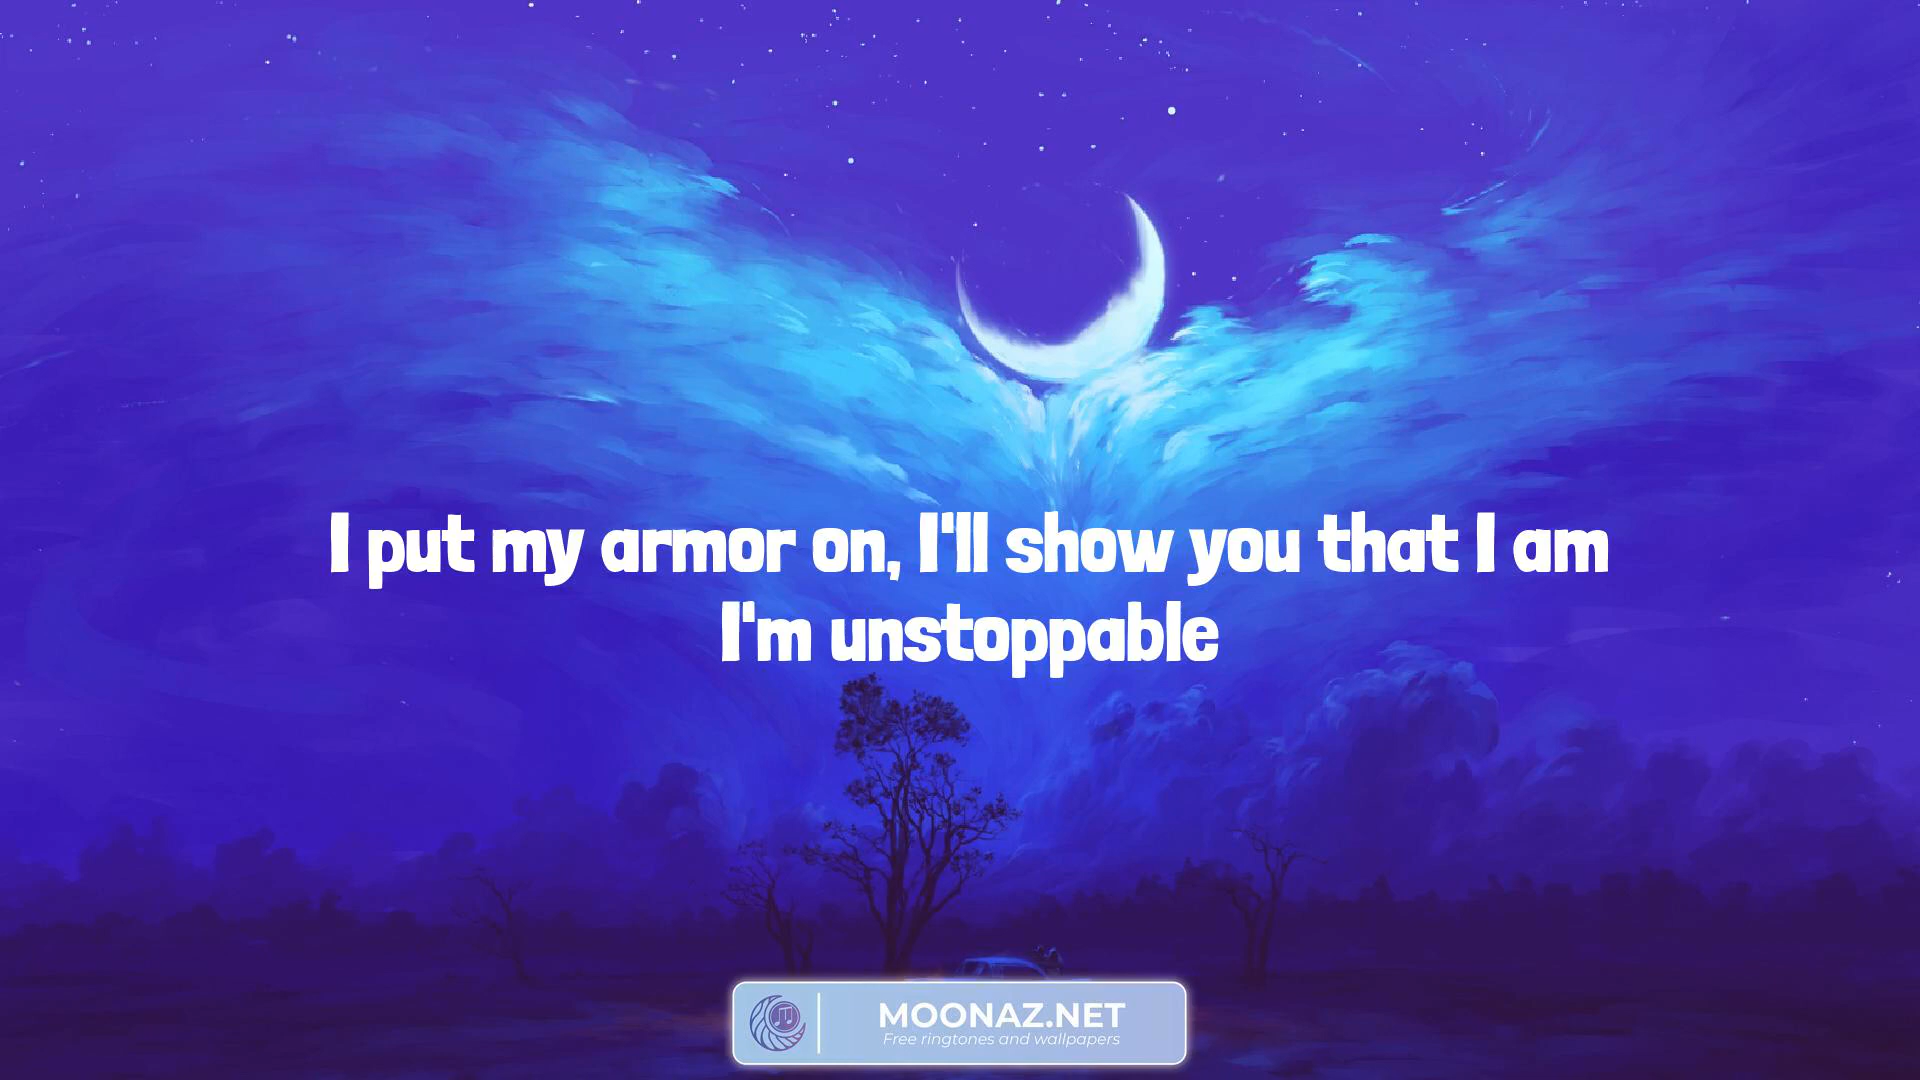 I put my armor on, I'll show you that I am
I'm unstoppable
MOONAZ.NET
Free ringtones and wallpapers